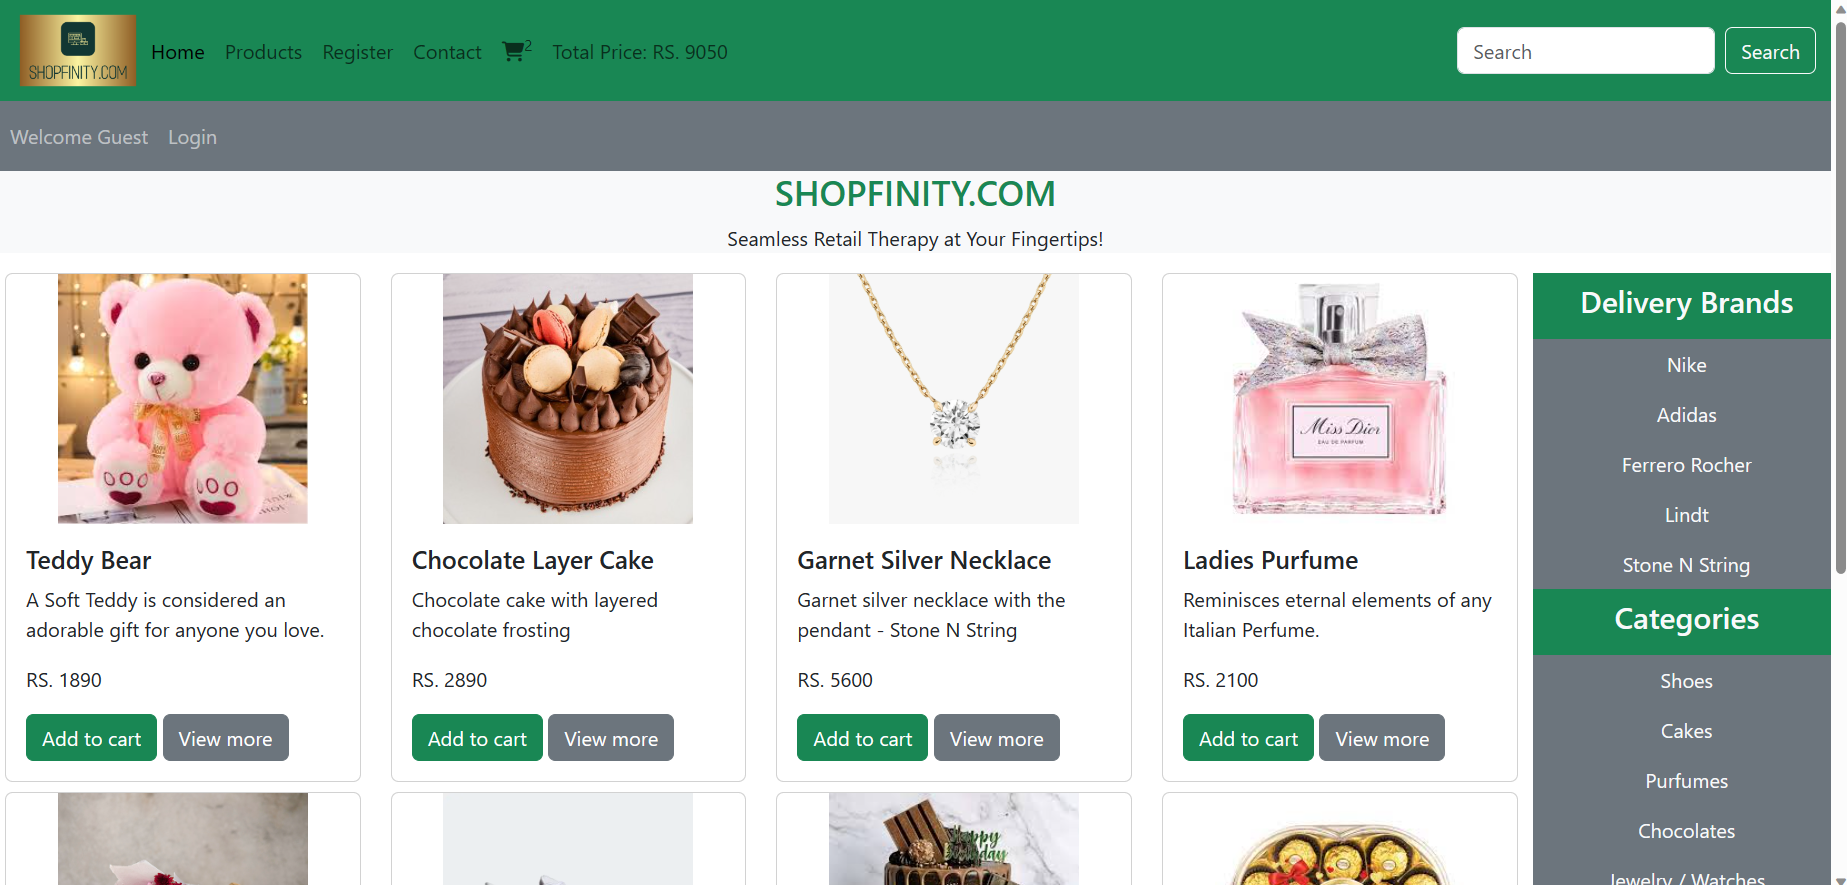 SHOPFINITY.COM
Home Products Register Contact 2 Total Price: RS. 9050
Search Search
Welcome Guest Login
SHOPFINITY.COM
Seamless Retail Therapy at Your Fingertips!
Miss Dior
EAU DE PARFUM
Teddy Bear
A Soft Teddy is considered an
adorable gift for anyone you love.
RS. 1890
Add to cart View more
Chocolate Layer Cake
Chocolate cake with layered
chocolate frosting
RS. 2890
Add to cart View more
Garnet Silver Necklace
Garnet silver necklace with the
pendant - Stone N String
RS. 5600
Add to cart View more
Ladies Purfume
Reminisces eternal elements of any
Italian Perfume.
RS. 2100
Add to cart View more
Happy
Birthday
Delivery Brands
Nike
Adidas
Ferrero Rocher
Lindt
Stone N String
Categories
Shoes
Cakes
Purfumes
Chocolates
Jewelry / Watches